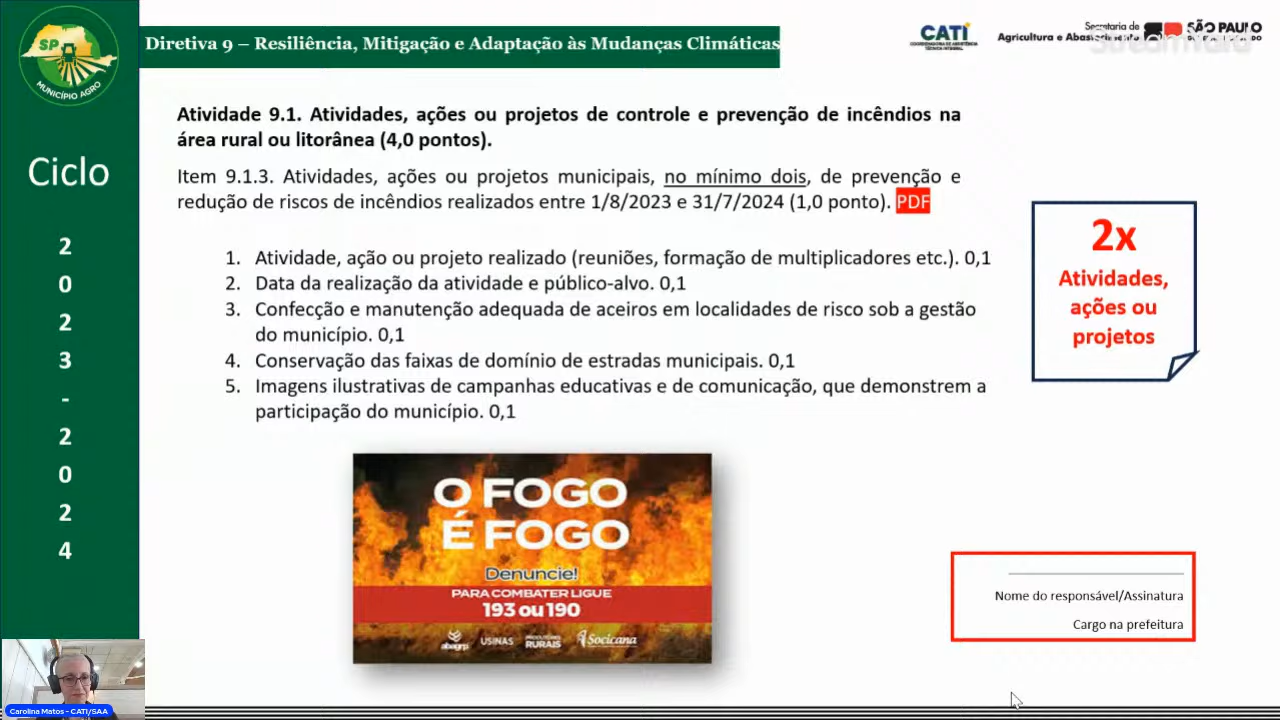 SP
MUNICÍPIO AGRO
Diretiva 9 – Resiliência, Mitigação e Adaptação às Mudanças Climáticas
CATI
COORDENADORIA DE ASSISTÊNCIA
TÉCNICA INTEGRAL
Secretaria de
Agricultura e Abastecimento
SÃO PAULO
Ciclo
2
0
2
3
-
2
0
2
4
Atividade 9.1. Atividades, ações ou projetos de controle e prevenção de incêndios na
área rural ou litorânea (4,0 pontos).
Item 9.1.3. Atividades, ações ou projetos municipais, no mínimo dois, de prevenção e
redução de riscos de incêndios realizados entre 1/8/2023 e 31/7/2024 (1,0 ponto). PDF
1. Atividade, ação ou projeto realizado (reuniões, formação de multiplicadores etc.). 0,1
2. Data da realização da atividade e público-alvo. 0,1
3. Confecção e manutenção adequada de aceiros em localidades de risco sob a gestão
do município. 0,1
4. Conservação das faixas de domínio de estradas municipais. 0,1
5. Imagens ilustrativas de campanhas educativas e de comunicação, que demonstrem a
participação do município. 0,1
2x
Atividades,
ações ou
projetos
O FOGO
É FOGO
Denuncie!
PARA COMBATER LIGUE
193 ou 190
abagrp USINAS PRODUTORES RURAIS Socicana
Nome do responsável/Assinatura
Cargo na prefeitura
Carolina Matos - CATI/SAA